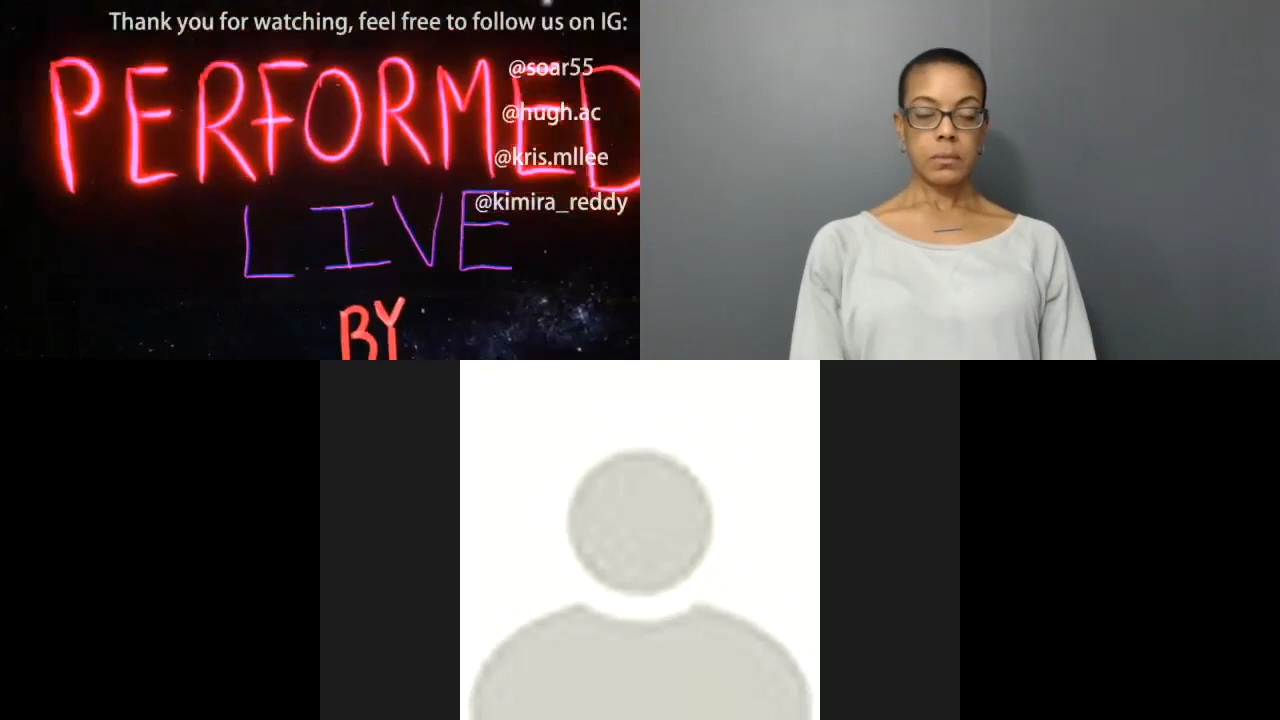 Thank you for watching, feel free to follow us on IG:
@soar55
PERFORMED
@hugh.ac
@kris.mllee
@kimira_reddy
LIVE
BY